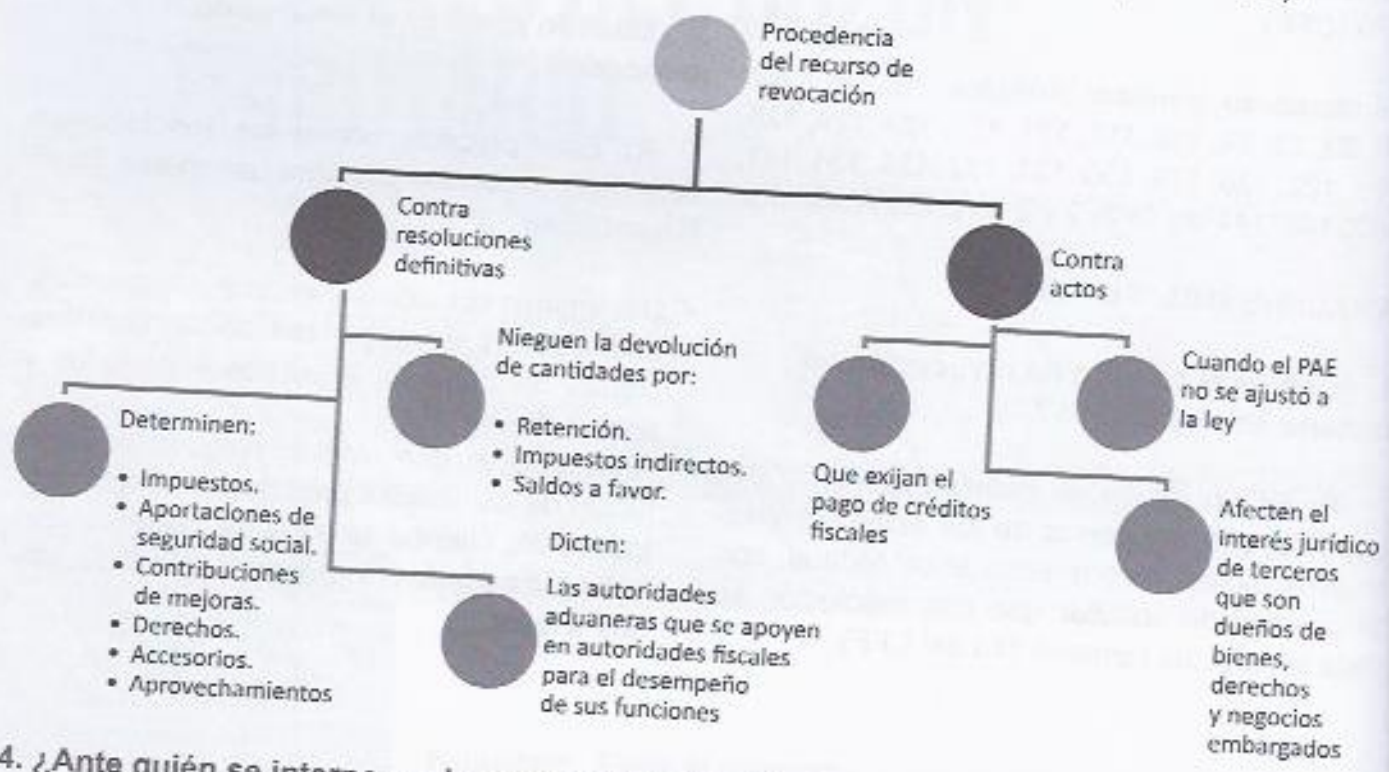 Procedencia
del recurso de
revocación
Contra
resoluciones
definitivas
Determinen:
• Impuestos.
• Aportaciones de
seguridad social.
• Contribuciones
de mejoras.
• Derechos.
• Accesorios.
• Aprovechamientos
Nieguen la devolución
de cantidades por:
• Retención.
• Impuestos indirectos.
• Saldos a favor.
Dicten:
Las autoridades
aduaneras que se apoyen
en autoridades fiscales
para el desempeño
de sus funciones
Contra
actos
Que exijan el
pago de créditos
fiscales
Cuando el PAE
no se ajustó a
la ley
Afecten el
interés jurídico
de terceros
que son
dueños de
bienes,
derechos
y negocios
embargados
4. ¿Ante quién se